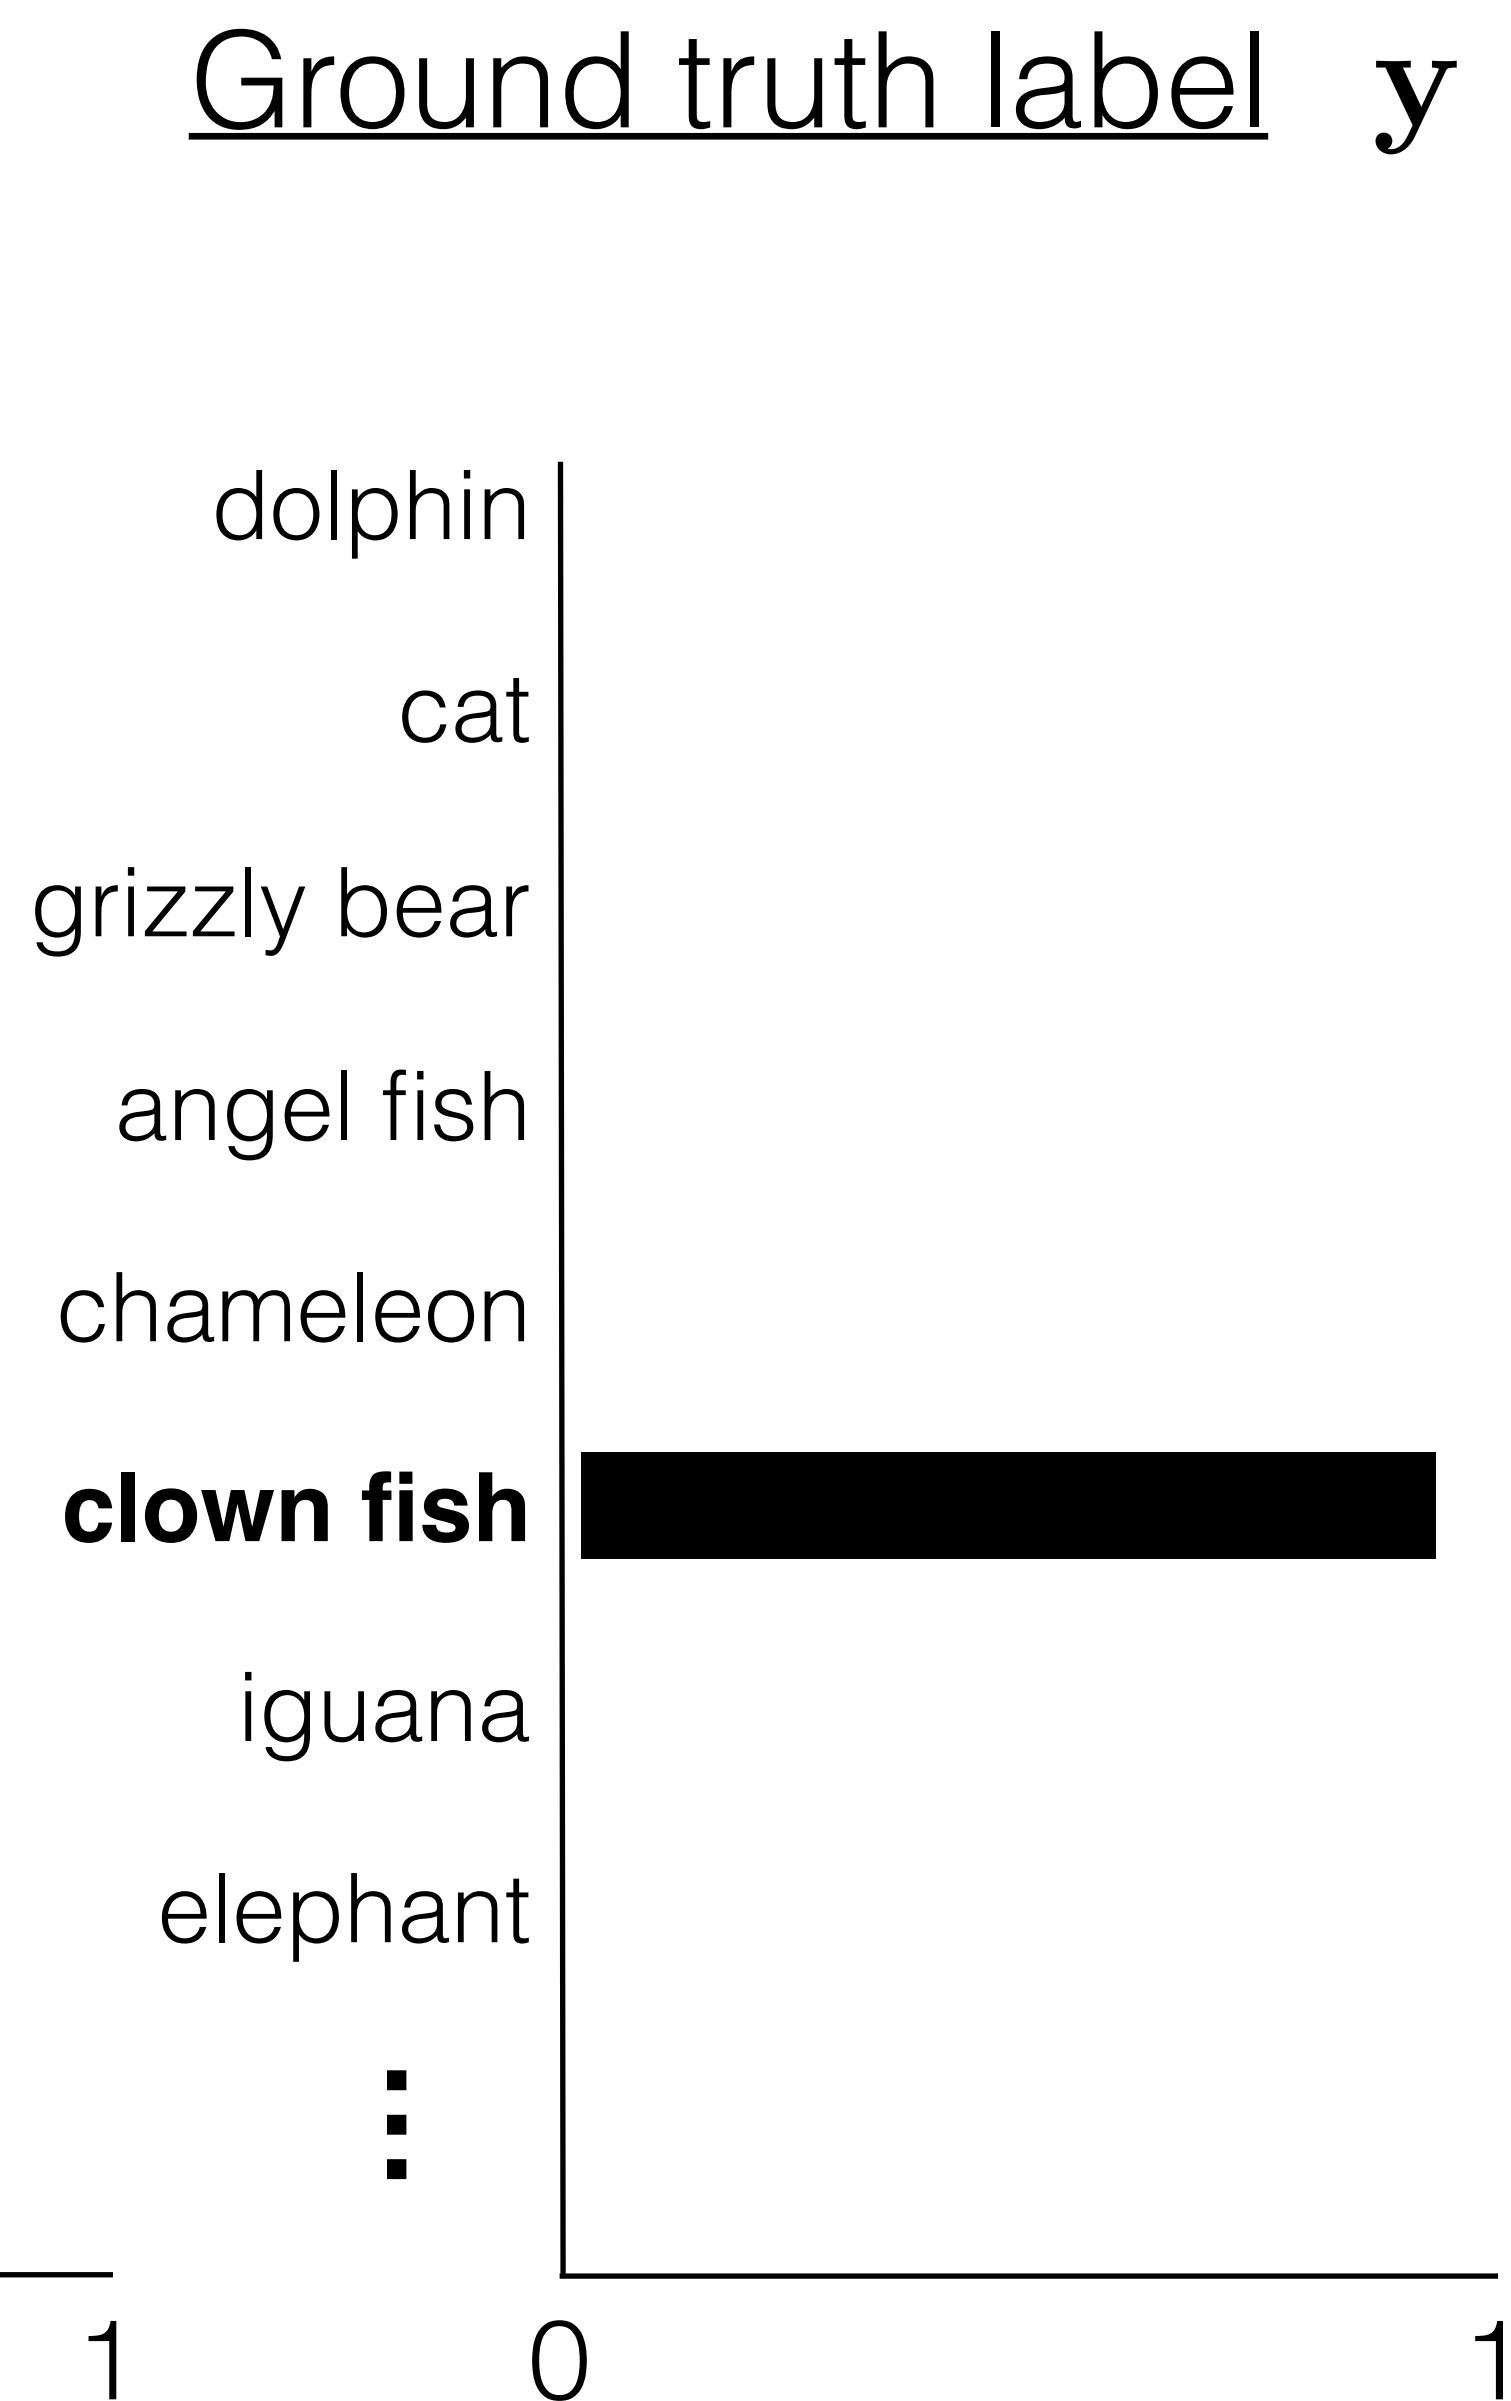 Ground truth label y
dolphin
cat
grizzly bear
angel fish
chameleon
clown fish
iguana
elephant
⋮
1 0 1